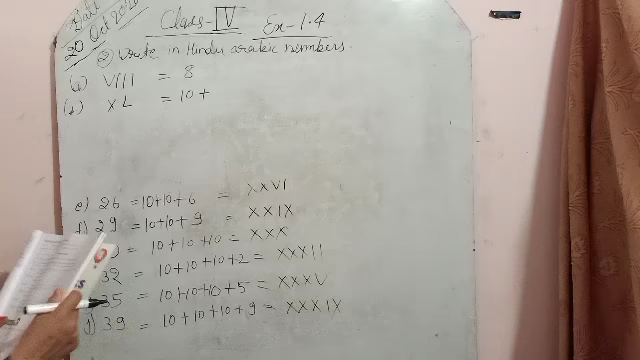 Date
20 Oct 2020
Class-IV Ex-1.4
② Write in Hindu arabic numbers.
(a) VIII = 8
XL = 10+
e) 26 = 10+10+6 = XXVI
f) 29 = 10+10+9 = XXIX
10+10+10 = XXX
32 = 10+10+10+2 = XXXII
35 = 10+10+10+5 = XXXV
j) 39 = 10+10+10+9 = XXXIX